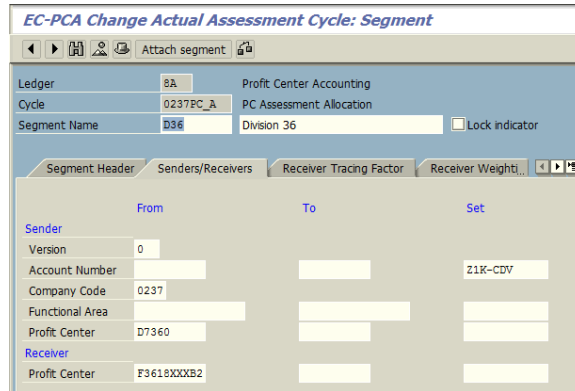 EC-PCA Change Actual Assessment Cycle: Segment
Attach segment
Ledger 8A Profit Center Accounting
Cycle 0237PC_A PC Assessment Allocation
Segment Name D36 Division 36 Lock indicator
Segment Header Senders/Receivers Receiver Tracing Factor Receiver Weighti
From To Set
Sender
Version 0
Account Number Z1K-CDV
Company Code 0237
Functional Area
Profit Center D7360
Receiver
Profit Center F3618XXXB2